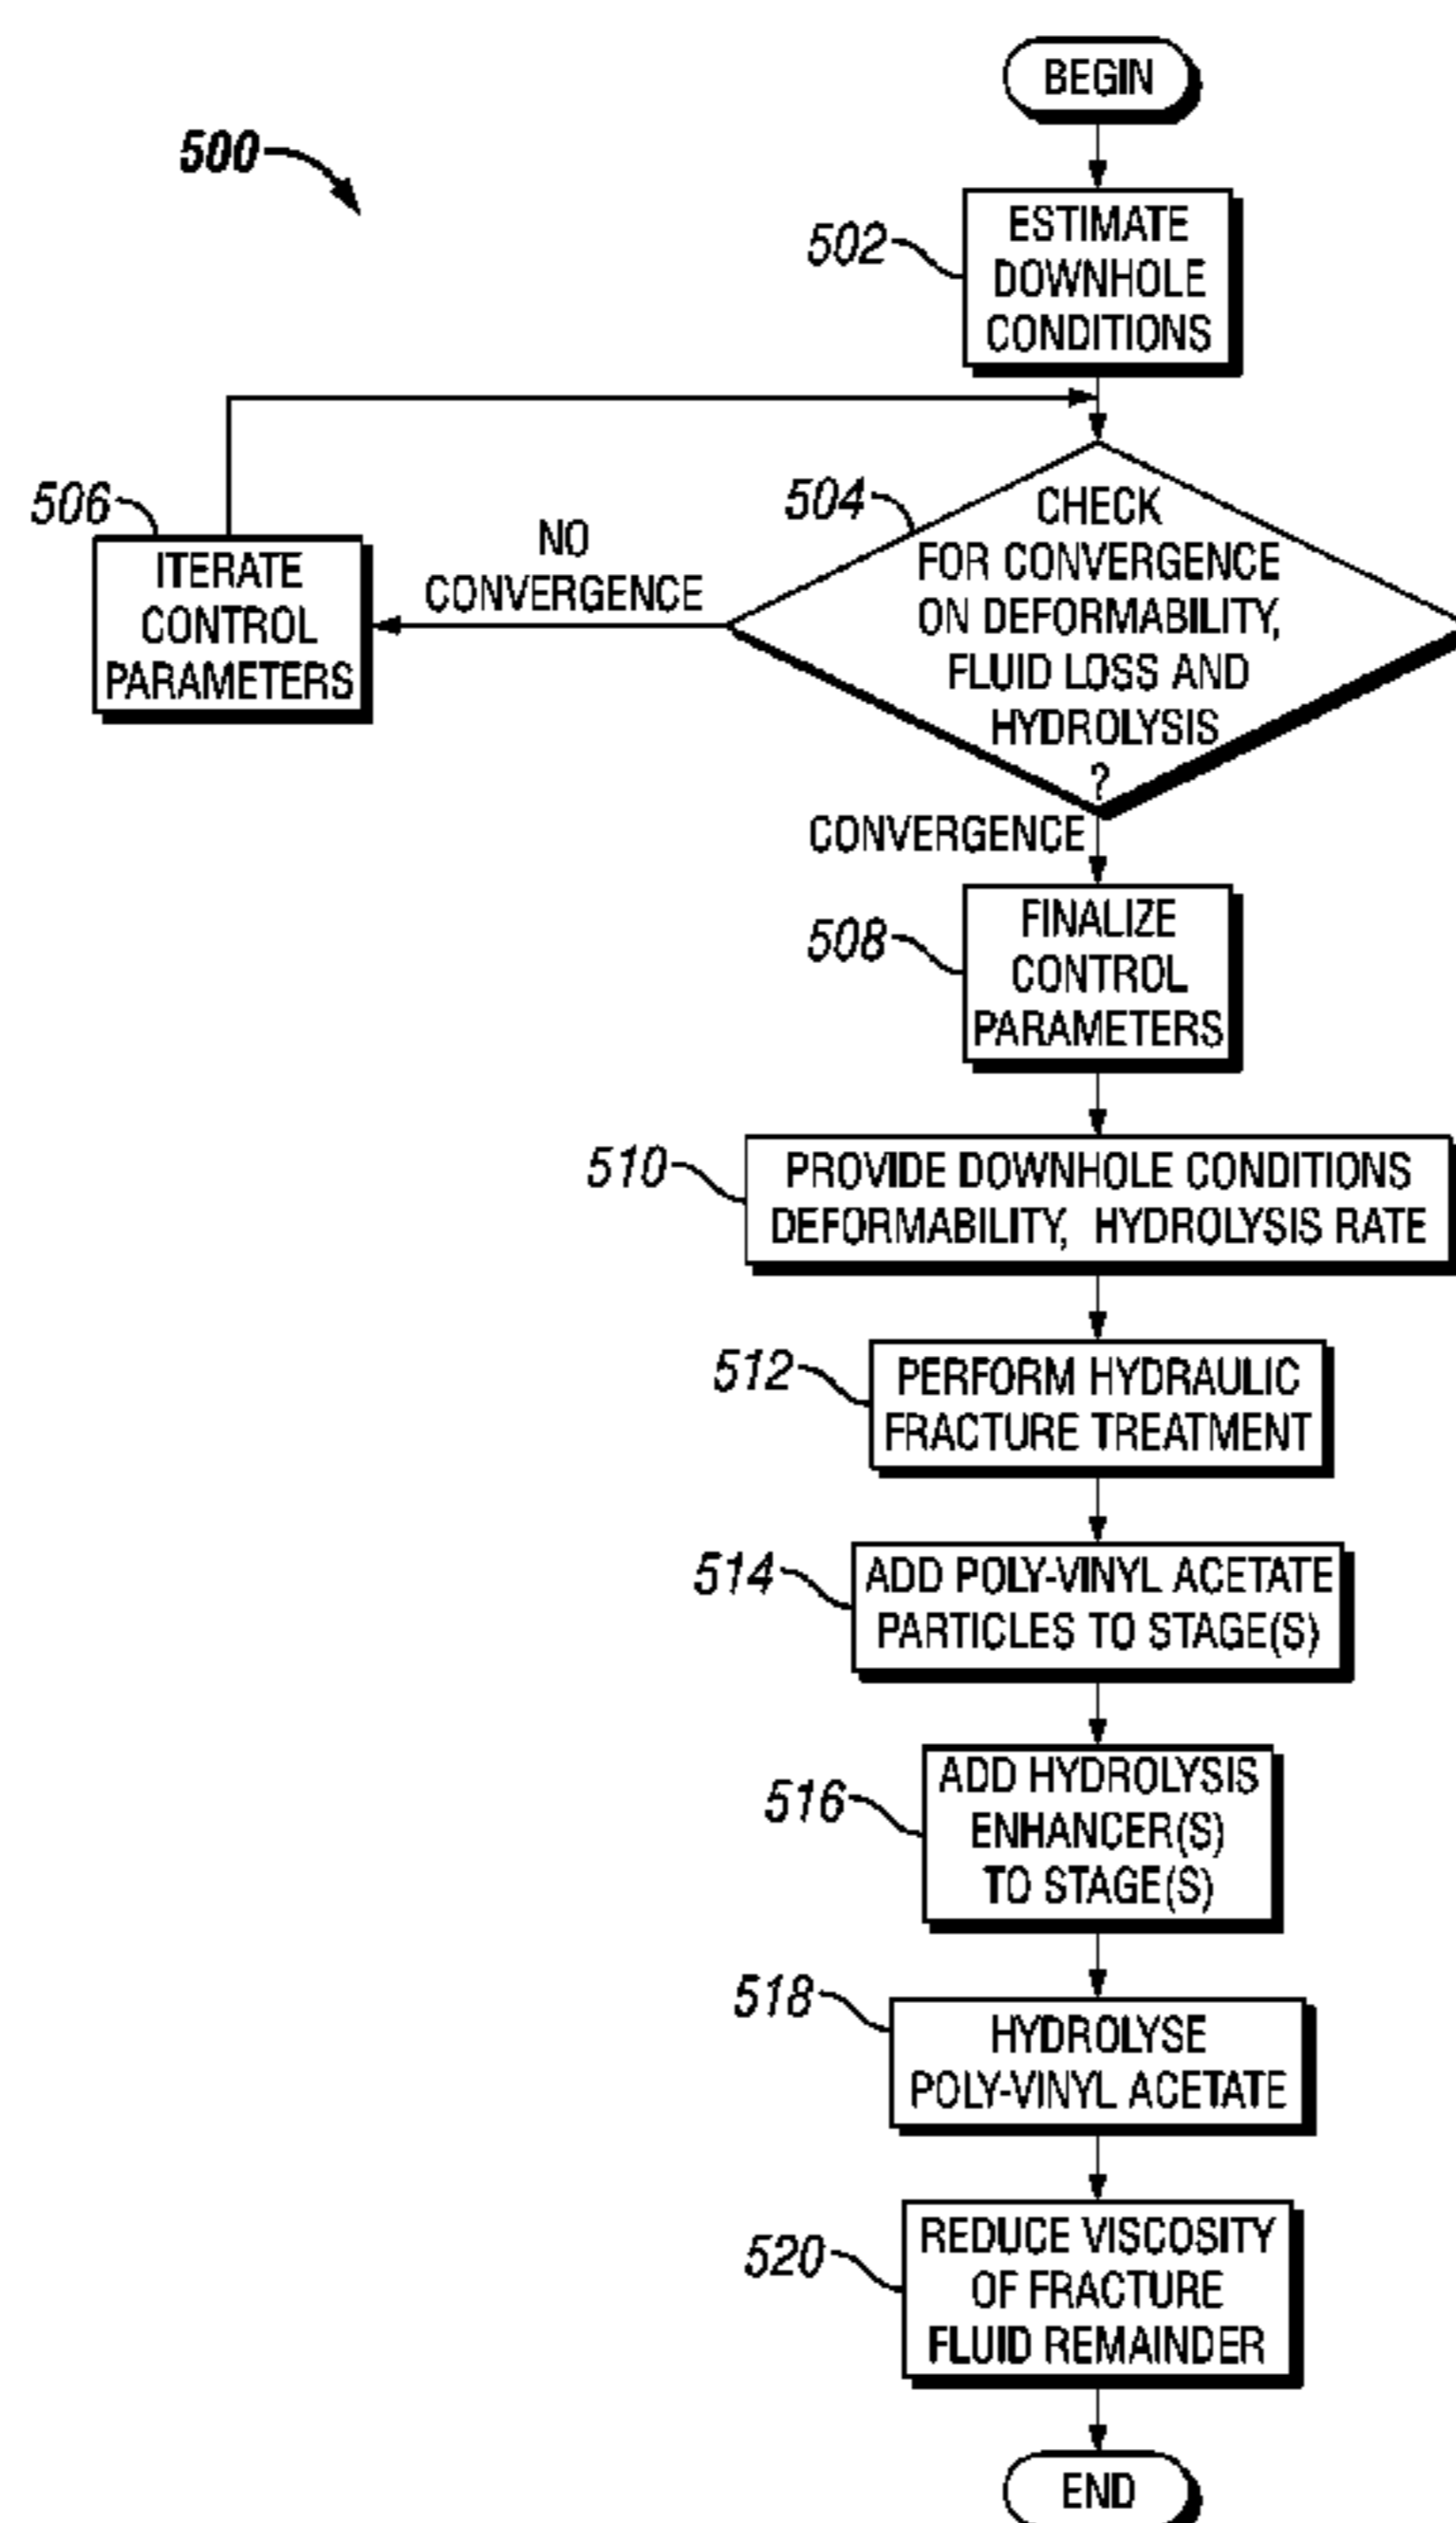 BEGIN
500
502
ESTIMATE
DOWNHOLE
CONDITIONS
504
CHECK
FOR CONVERGENCE
ON DEFORMABILITY,
FLUID LOSS AND
HYDROLYSIS
?
NO
CONVERGENCE
506
ITERATE
CONTROL
PARAMETERS
CONVERGENCE
508
FINALIZE
CONTROL
PARAMETERS
510
PROVIDE DOWNHOLE CONDITIONS
DEFORMABILITY, HYDROLYSIS RATE
512
PERFORM HYDRAULIC
FRACTURE TREATMENT
514
ADD POLY-VINYL ACETATE
PARTICLES TO STAGE(S)
516
ADD HYDROLYSIS
ENHANCER(S)
TO STAGE(S)
518
HYDROLYSE
POLY-VINYL ACETATE
520
REDUCE VISCOSITY
OF FRACTURE
FLUID REMAINDER
END